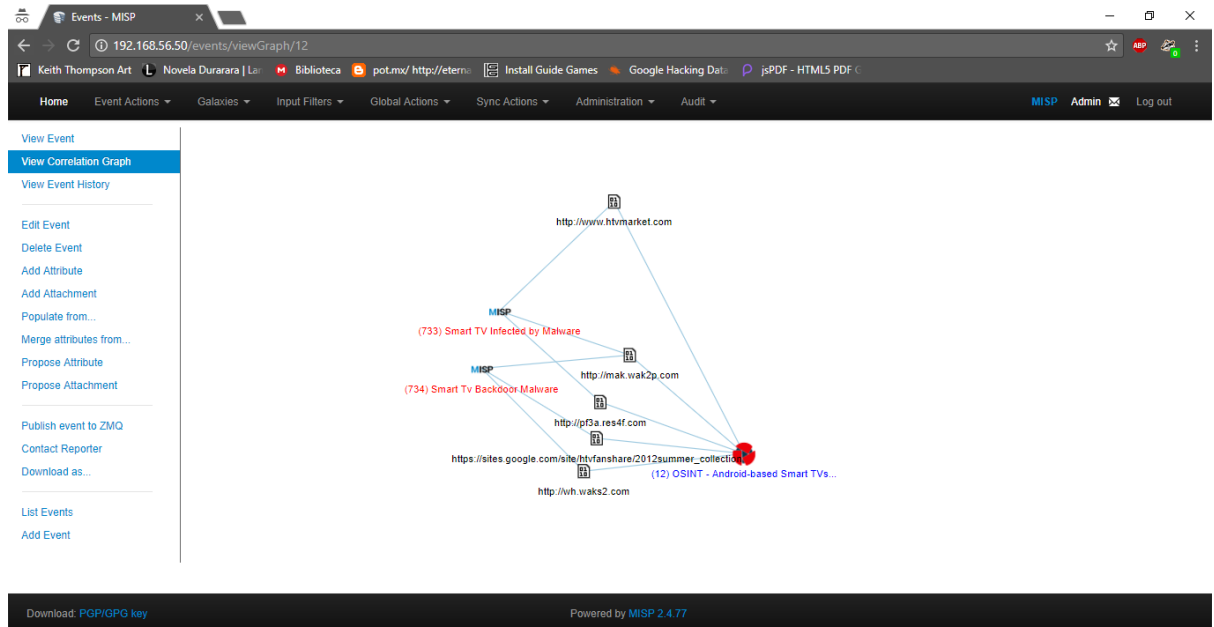 Events - MISP
192.168.56.50/events/viewGraph/12
ABP
0
Keith Thompson Art
L Novela Durarara | Lar
M Biblioteca
pot.mx/ http://eterna
Install Guide Games
Google Hacking Data
jsPDF - HTML5 PDF G
Home Event Actions Galaxies Input Filters Global Actions Sync Actions Administration Audit MISP Admin Log out
View Event
View Correlation Graph
View Event History
Edit Event
Delete Event
Add Attribute
Add Attachment
Populate from...
Merge attributes from...
Propose Attribute
Propose Attachment
Publish event to ZMQ
Contact Reporter
Download as...
List Events
Add Event
http://www.htvmarket.com
MISP
(733) Smart TV Infected by Malware
http://mak.wak2p.com
MISP
(734) Smart Tv Backdoor Malware
http://pf3a.res4f.com
https://sites.google.com/site/htvfanshare/2012summer_collection
(12) OSINT - Android-based Smart TVs...
http://wh.waks2.com
Download: PGP/GPG key
Powered by MISP 2.4.77